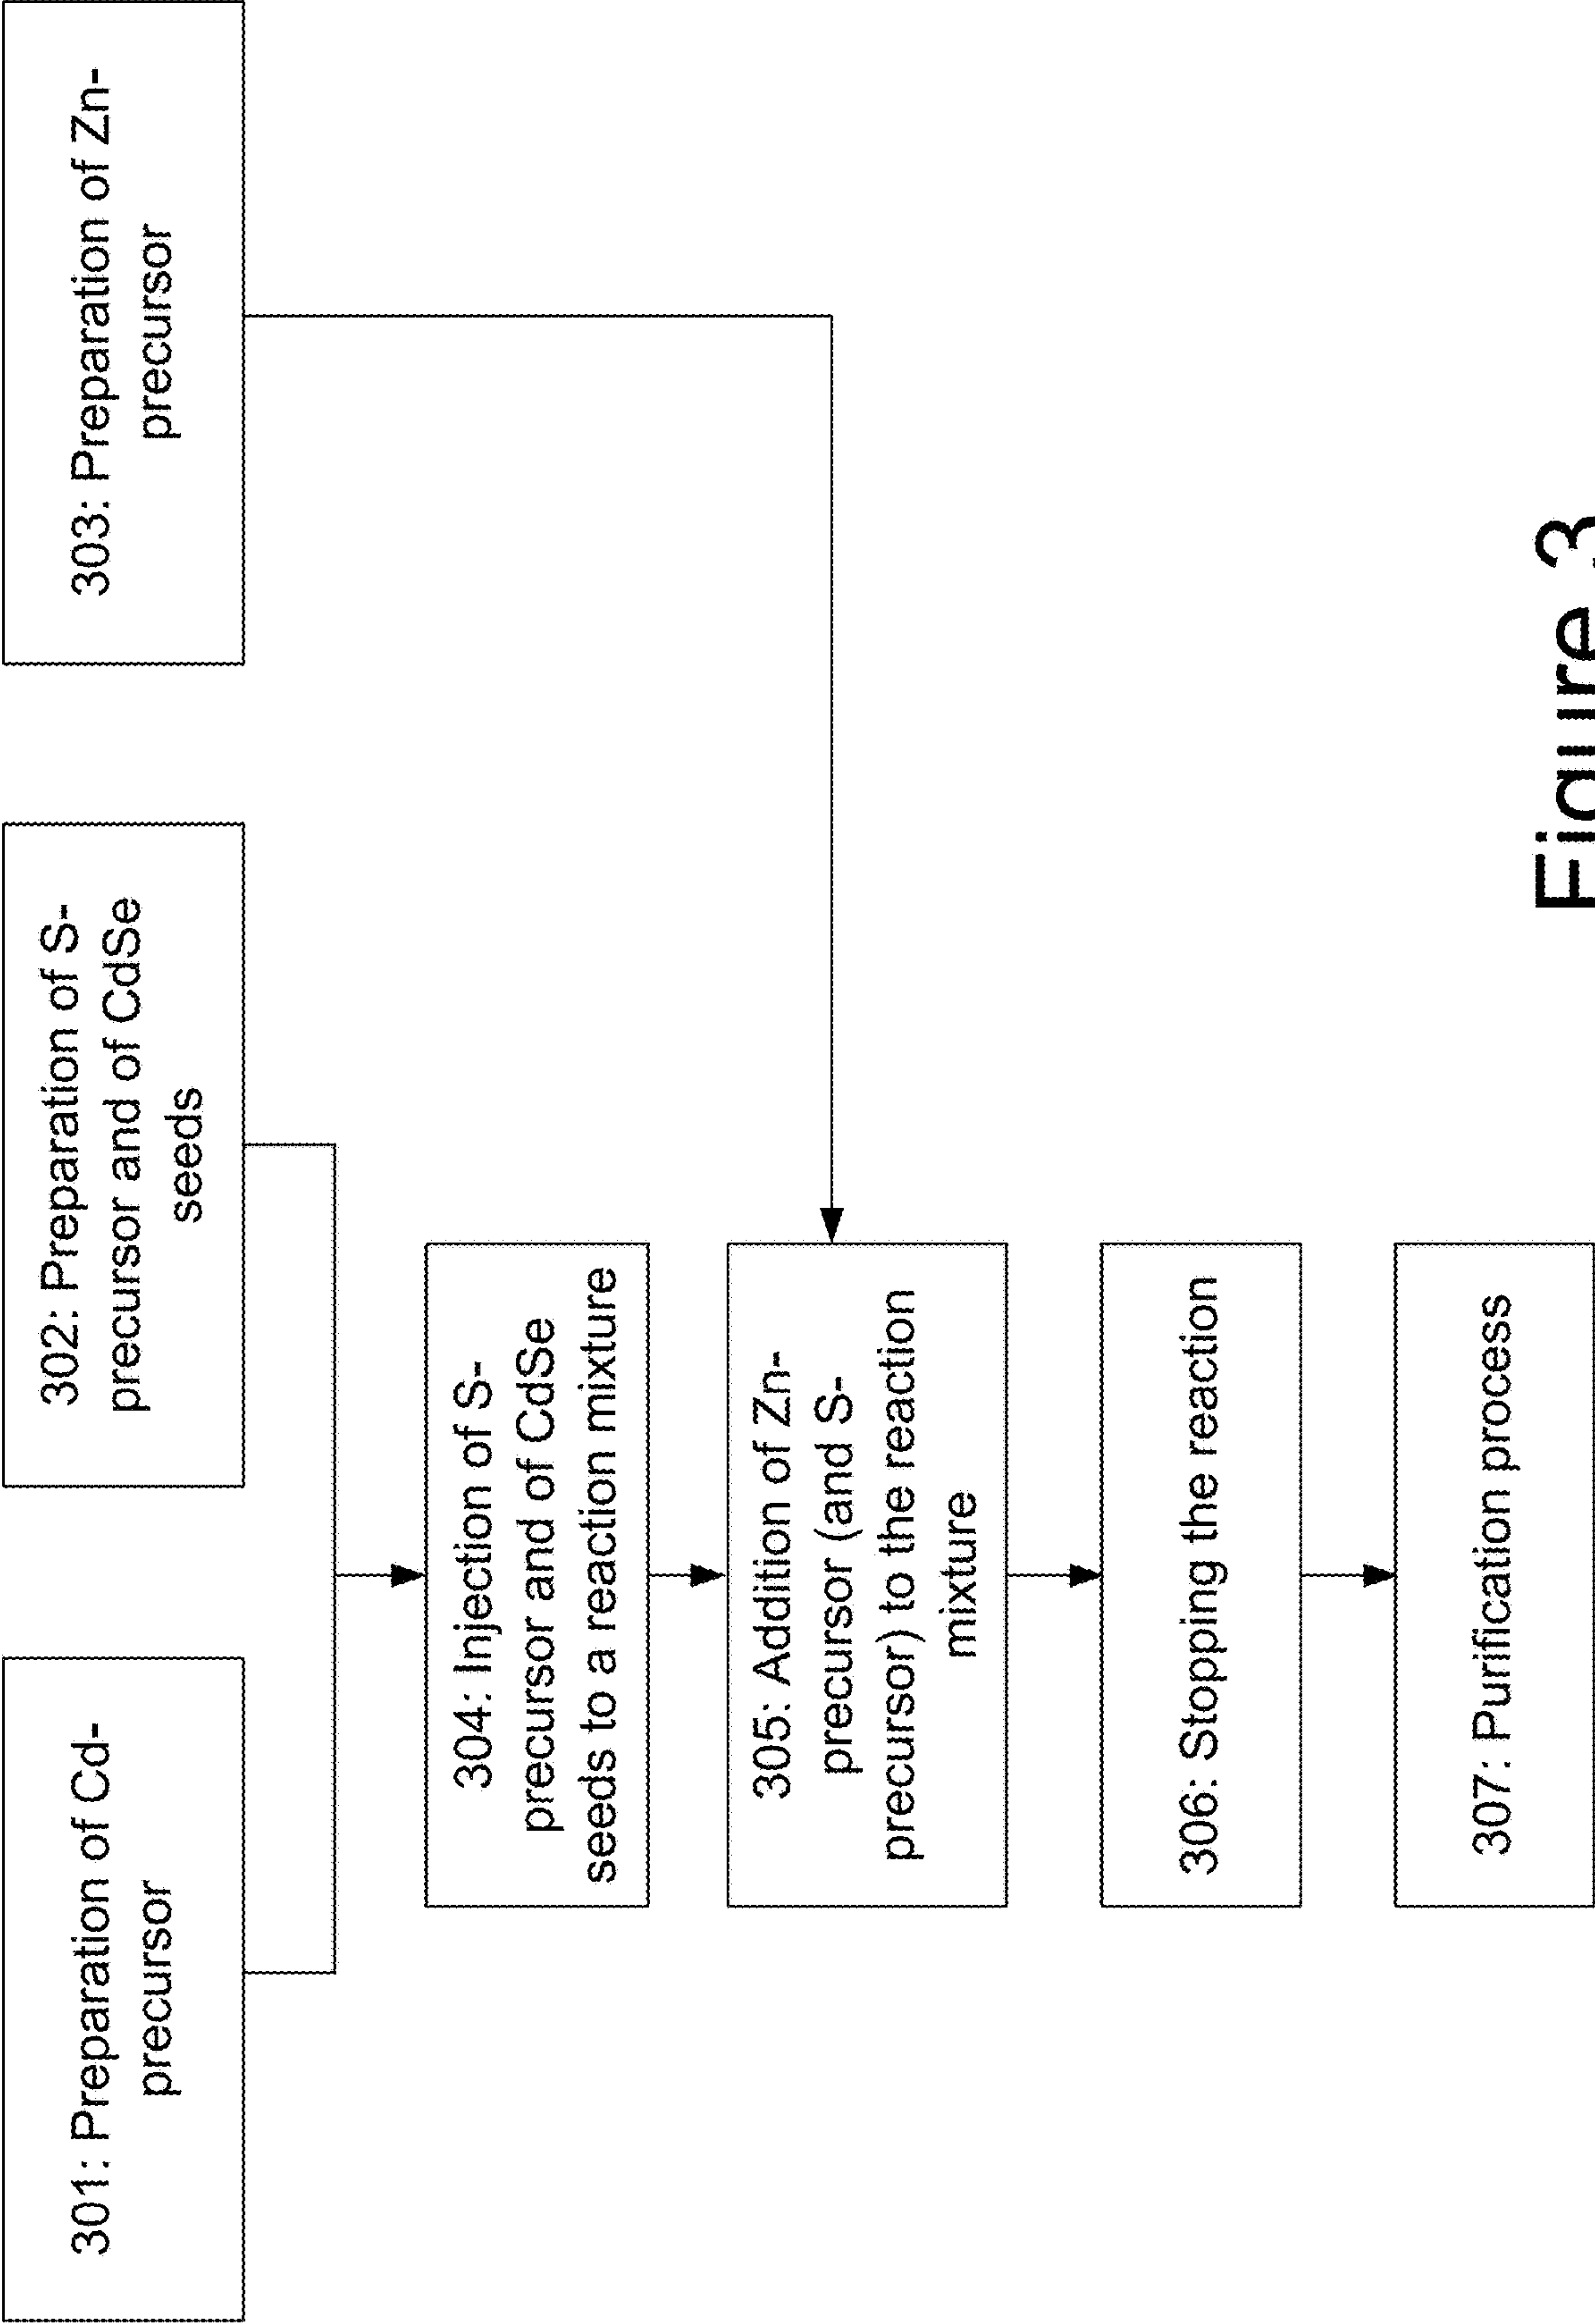 301: Preparation of Cd-
precursor
302: Preparation of S-
precursor and of CdSe
seeds
303: Preparation of Zn-
precursor
304: Injection of S-
precursor and of CdSe
seeds to a reaction mixture
305: Addition of Zn-
precursor (and S-
precursor) to the reaction
mixture
306: Stopping the reaction
307: Purification process
Figure 3